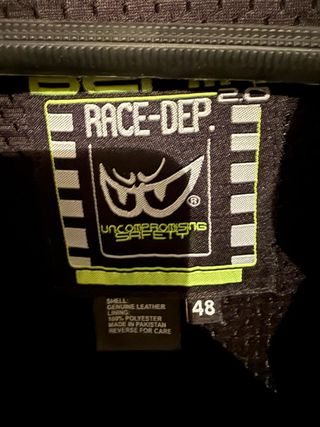 2.0
RACE-DEP.
®
UNCOMPROMISING
SAFETY
SHELL:
GENUINE LEATHER
LINING:
100% POLYESTER
MADE IN PAKISTAN
REVERSE FOR CARE
48